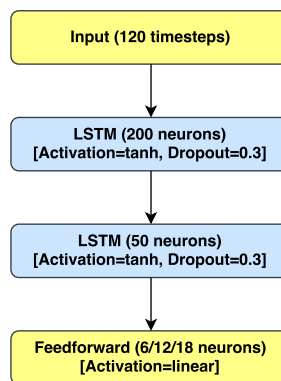 Input (120 timesteps)
LSTM (200 neurons)
[Activation=tanh, Dropout=0.3]
LSTM (50 neurons)
[Activation=tanh, Dropout=0.3]
Feedforward (6/12/18 neurons)
[Activation=linear]